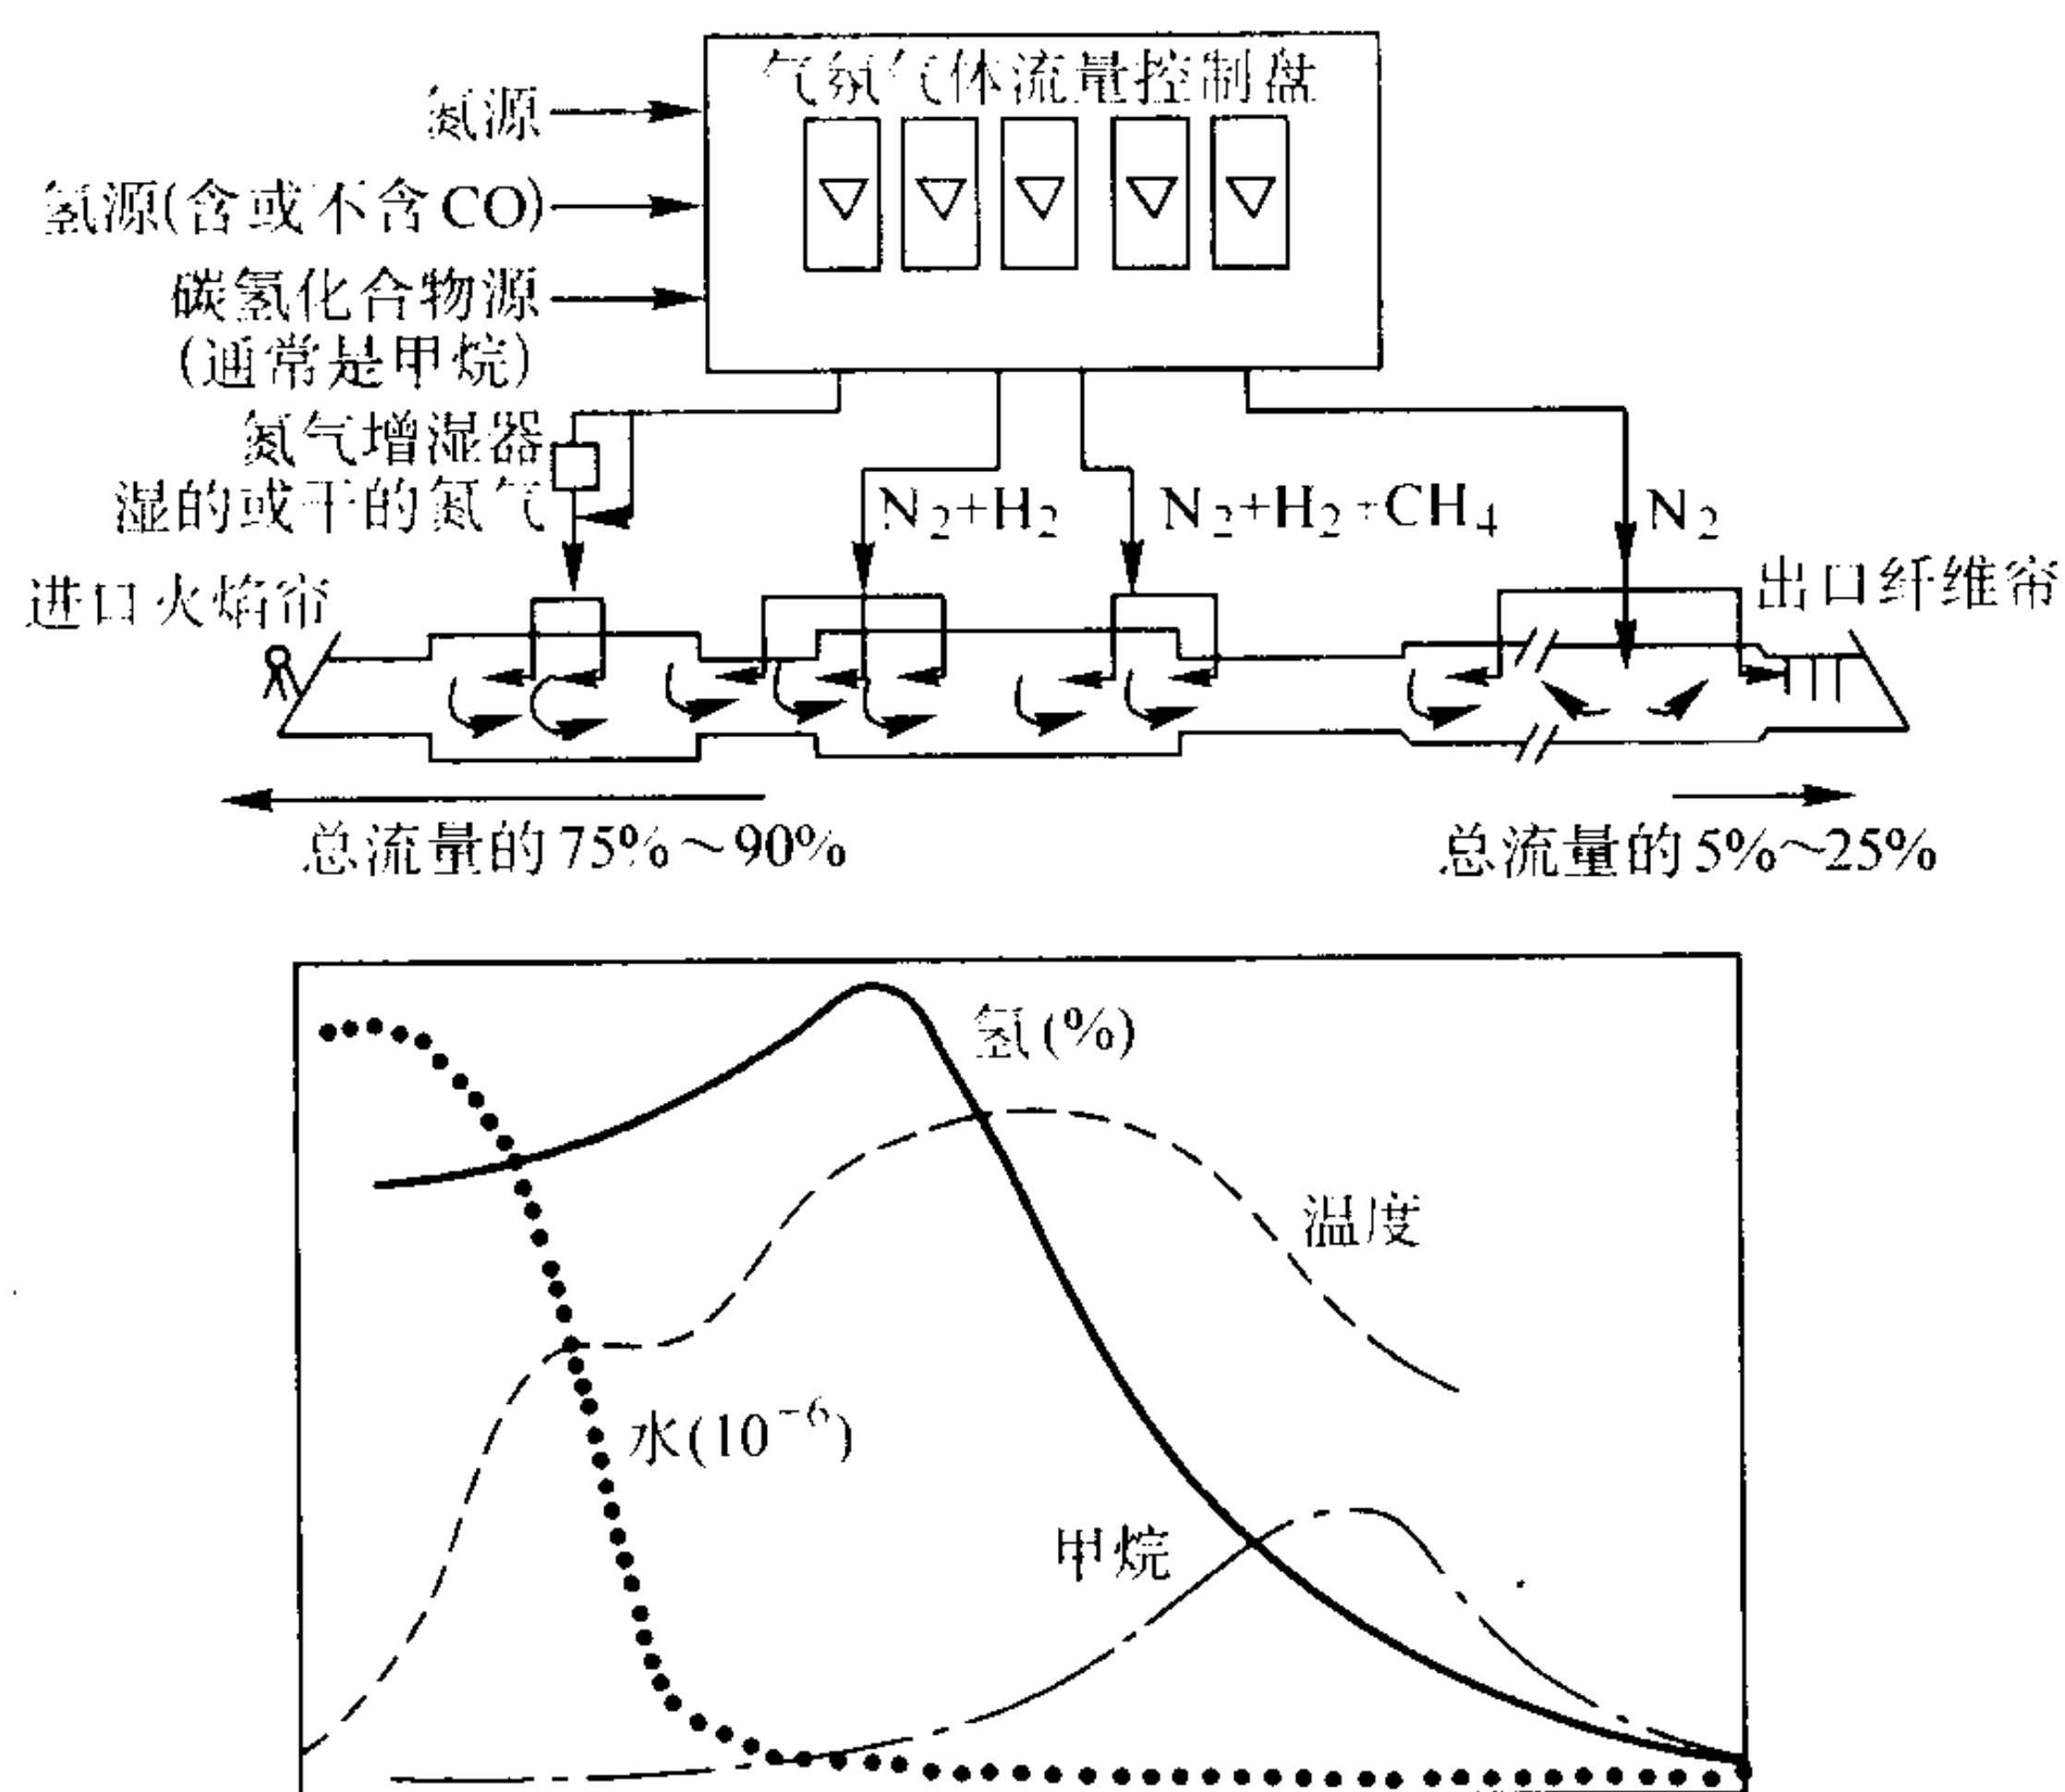 气氛气体流量控制盘
氮源
氢源(含或不含CO)
碳氢化合物源
(通常是甲烷)
氮气增湿器
湿的或干的氮气
N₂+H₂
N₂+H₂+CH₄
N₂
进口火焰帘
出口纤维帘
总流量的75%～90%
总流量的5%～25%
氢(%)
温度
水(10⁻⁶)
甲烷